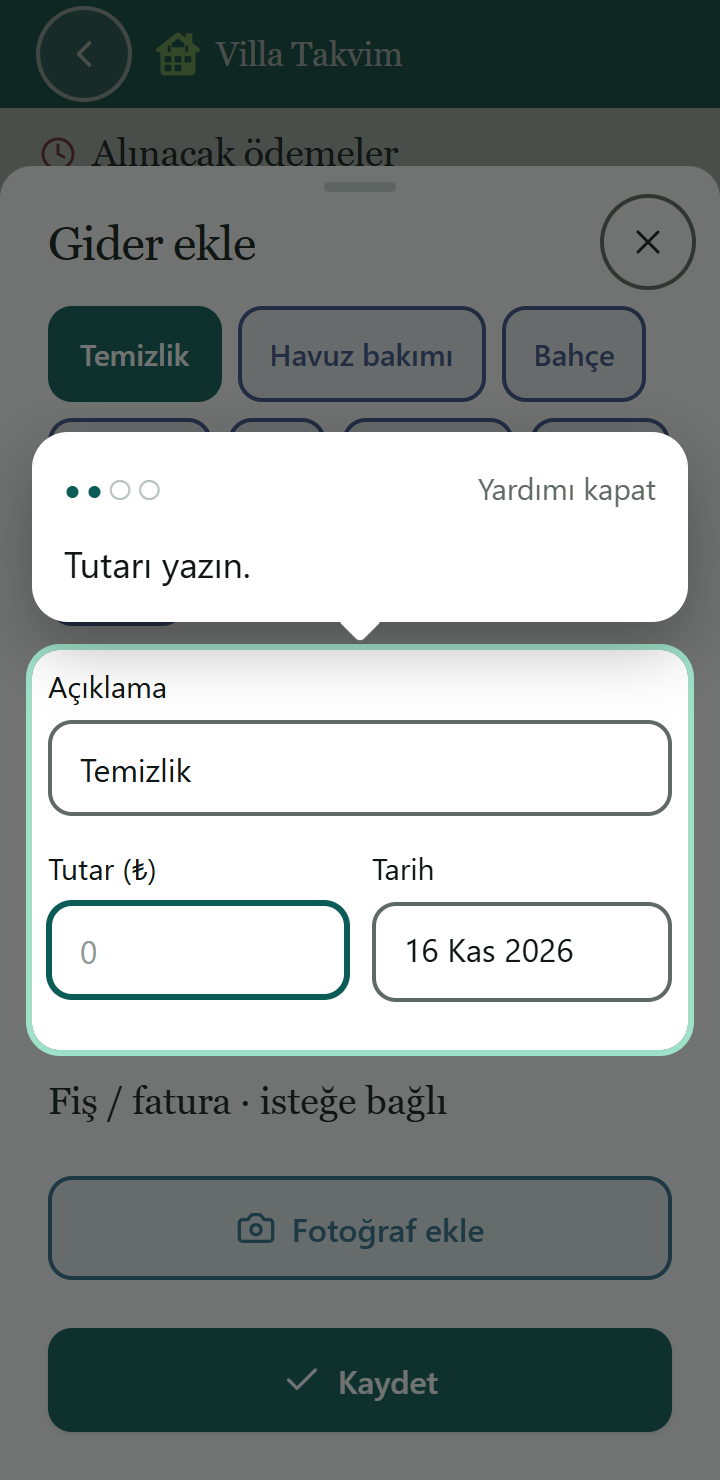 Villa Takvim
Alınacak ödemeler
Gider ekle
Temizlik
Havuz bakımı
Bahçe
Yardımı kapat
Tutarı yazın.
Açıklama
Temizlik
Tutar (₺)
Tarih
0
16 Kas 2026
Fiş / fatura · isteğe bağlı
Fotoğraf ekle
Kaydet